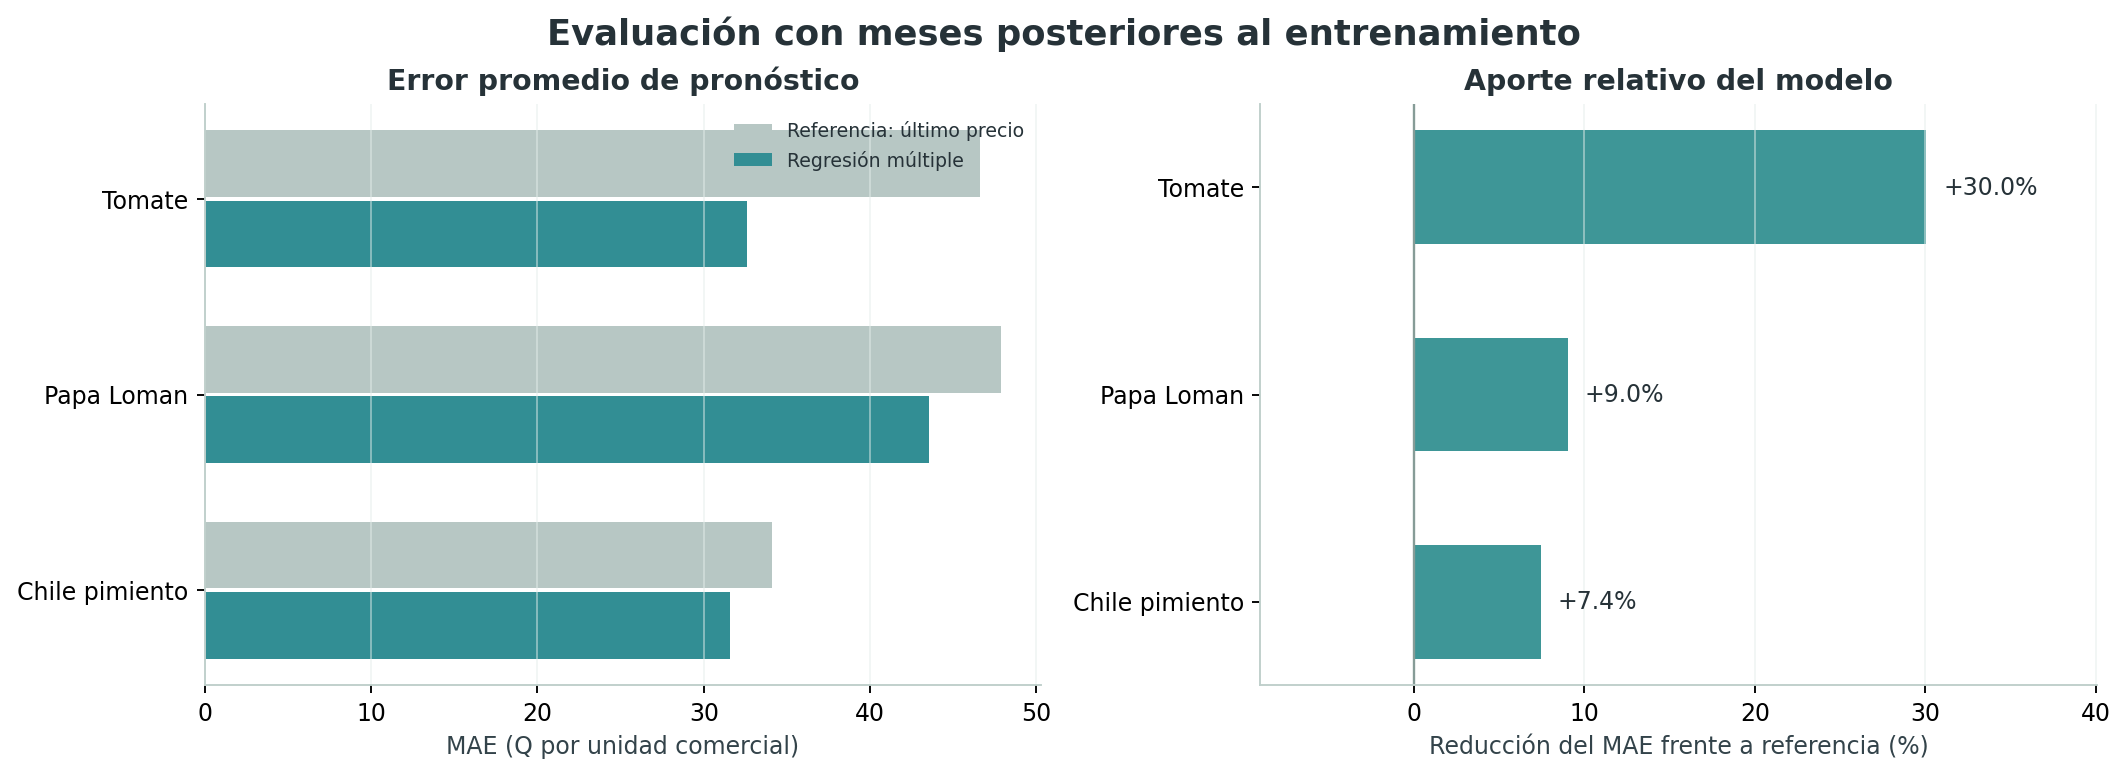 Evaluación con meses posteriores al entrenamiento
Error promedio de pronóstico
Referencia: último precio
Regresión múltiple
Tomate
Papa Loman
Chile pimiento
0 10 20 30 40 50
MAE (Q por unidad comercial)
Aporte relativo del modelo
Tomate
+30.0%
Papa Loman
+9.0%
Chile pimiento
+7.4%
0 10 20 30 40
Reducción del MAE frente a referencia (%)